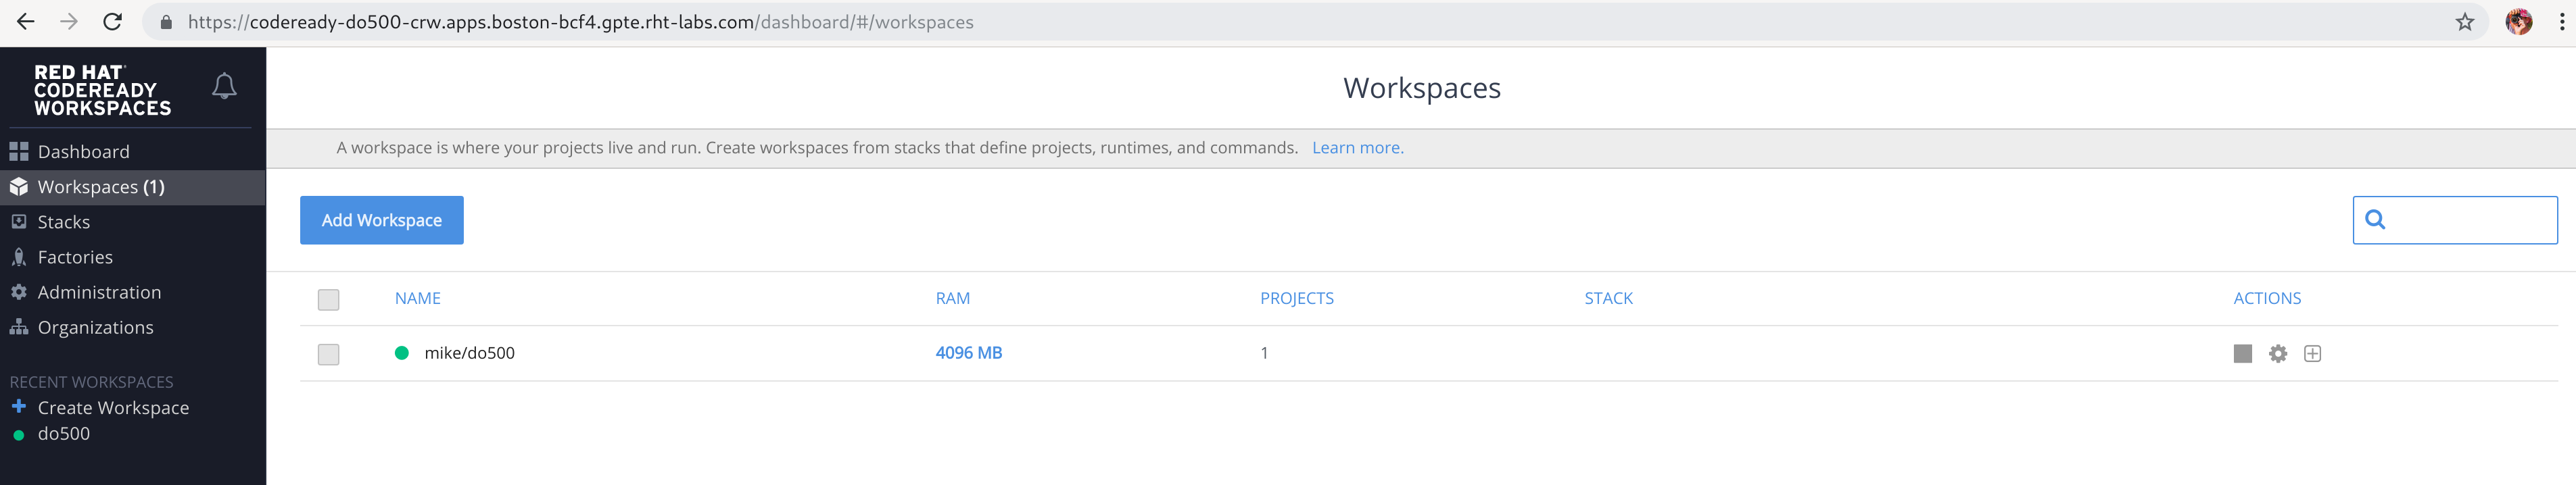 https://codeready-do500-crw.apps.boston-bcf4.gpte.rht-labs.com/dashboard/#/workspaces
RED HAT
CODEREADY
WORKSPACES
Dashboard
Workspaces (1)
Stacks
Factories
Administration
Organizations
RECENT WORKSPACES
Create Workspace
do500
Workspaces
A workspace is where your projects live and run. Create workspaces from stacks that define projects, runtimes, and commands. Learn more.
Add Workspace
NAME RAM PROJECTS STACK ACTIONS
mike/do500 4096 MB 1